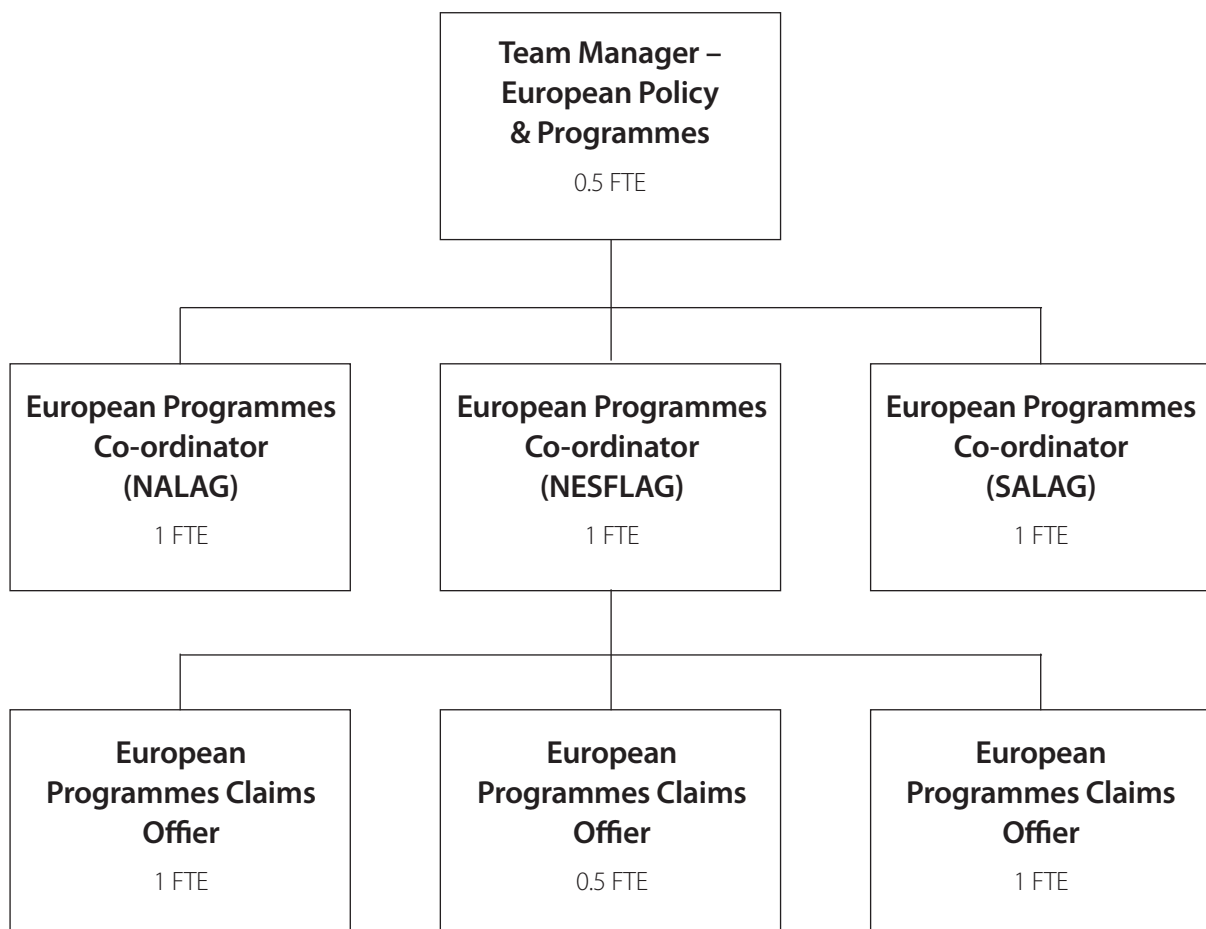 Team Manager –
European Policy
& Programmes
0.5 FTE
European Programmes
Co-ordinator
(NALAG)
1 FTE
European Programmes
Co-ordinator
(NESFLAG)
1 FTE
European Programmes
Co-ordinator
(SALAG)
1 FTE
European
Programmes Claims
Offier
1 FTE
European
Programmes Claims
Offier
0.5 FTE
European
Programmes Claims
Offier
1 FTE